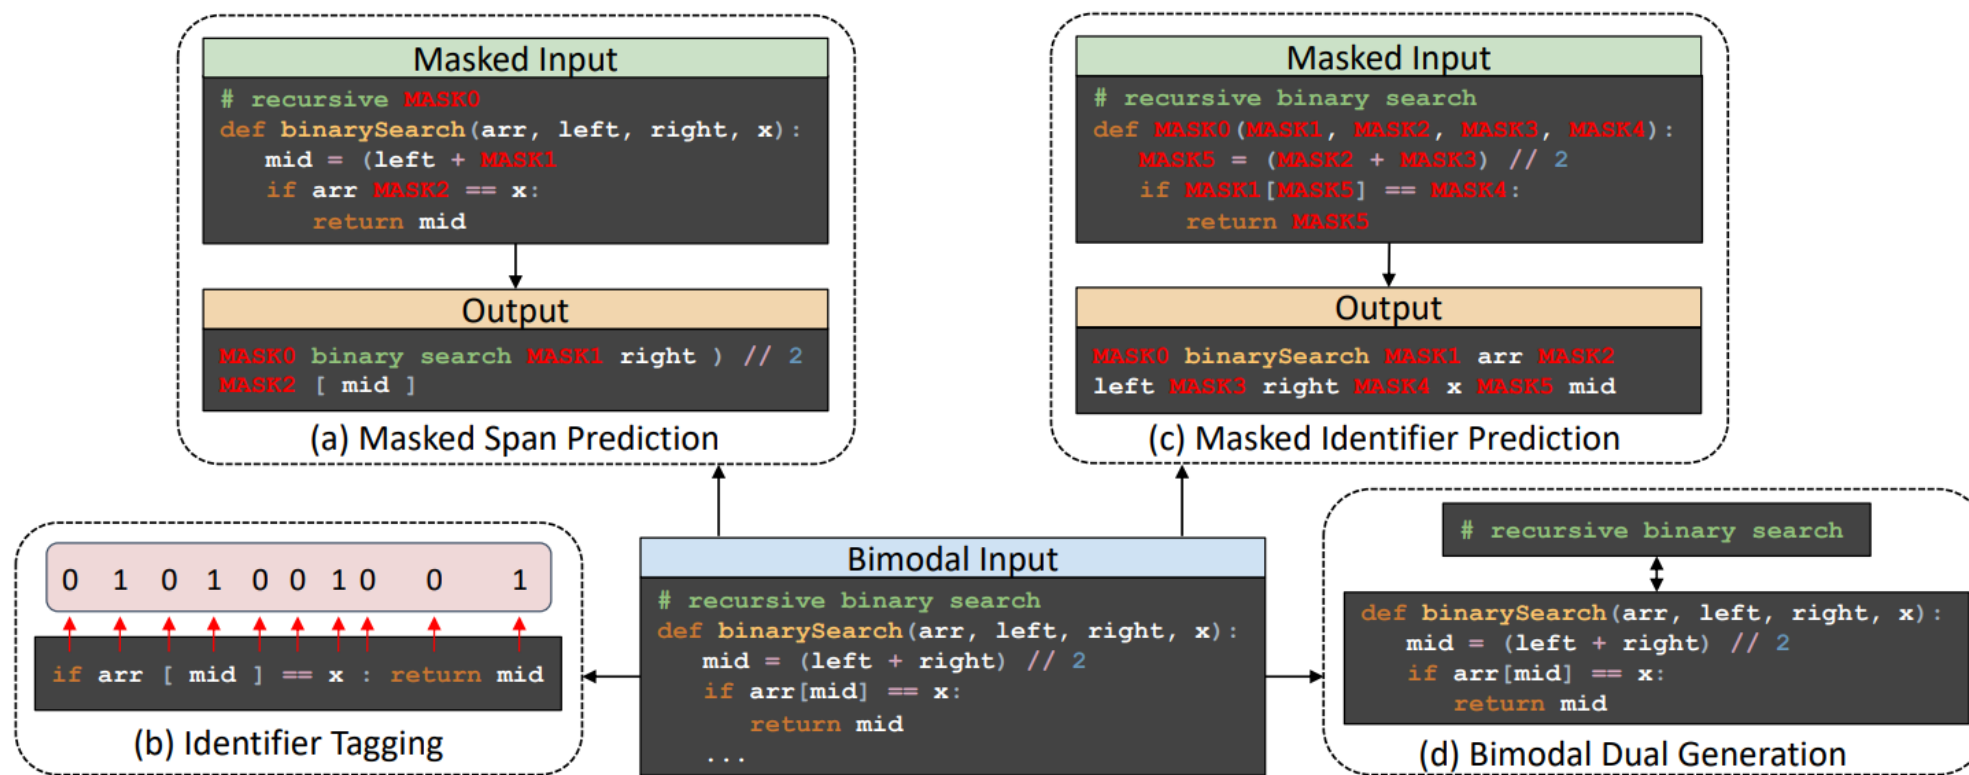 Masked Input
# recursive MASK0
def binarySearch(arr, left, right, x):
mid = (left + MASK1
if arr MASK2 == x:
return mid
Output
MASK0 binary search MASK1 right ) // 2
MASK2 [ mid ]
(a) Masked Span Prediction
Masked Input
# recursive binary search
def MASK0(MASK1, MASK2, MASK3, MASK4):
MASK5 = (MASK2 + MASK3) // 2
if MASK1[MASK5] == MASK4:
return MASK5
Output
MASK0 binarySearch MASK1 arr MASK2
left MASK3 right MASK4 x MASK5 mid
(c) Masked Identifier Prediction
0 1 0 1 0 0 1 0 0 1
if arr [ mid ] == x : return mid
(b) Identifier Tagging
Bimodal Input
# recursive binary search
def binarySearch(arr, left, right, x):
mid = (left + right) // 2
if arr[mid] == x:
return mid
...
# recursive binary search
def binarySearch(arr, left, right, x):
mid = (left + right) // 2
if arr[mid] == x:
return mid
(d) Bimodal Dual Generation